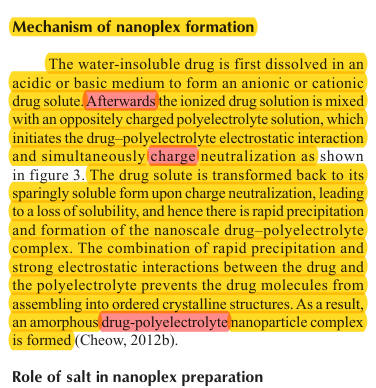 Mechanism of nanoplex formation
The water-insoluble drug is first dissolved in an
acidic or basic medium to form an anionic or cationic
drug solute. Afterwards the ionized drug solution is mixed
with an oppositely charged polyelectrolyte solution, which
initiates the drug–polyelectrolyte electrostatic interaction
and simultaneously charge neutralization as shown
in figure 3. The drug solute is transformed back to its
sparingly soluble form upon charge neutralization, leading
to a loss of solubility, and hence there is rapid precipitation
and formation of the nanoscale drug–polyelectrolyte
complex. The combination of rapid precipitation and
strong electrostatic interactions between the drug and
the polyelectrolyte prevents the drug molecules from
assembling into ordered crystalline structures. As a result,
an amorphous drug-polyelectrolyte nanoparticle complex
is formed (Cheow, 2012b).
Role of salt in nanoplex preparation